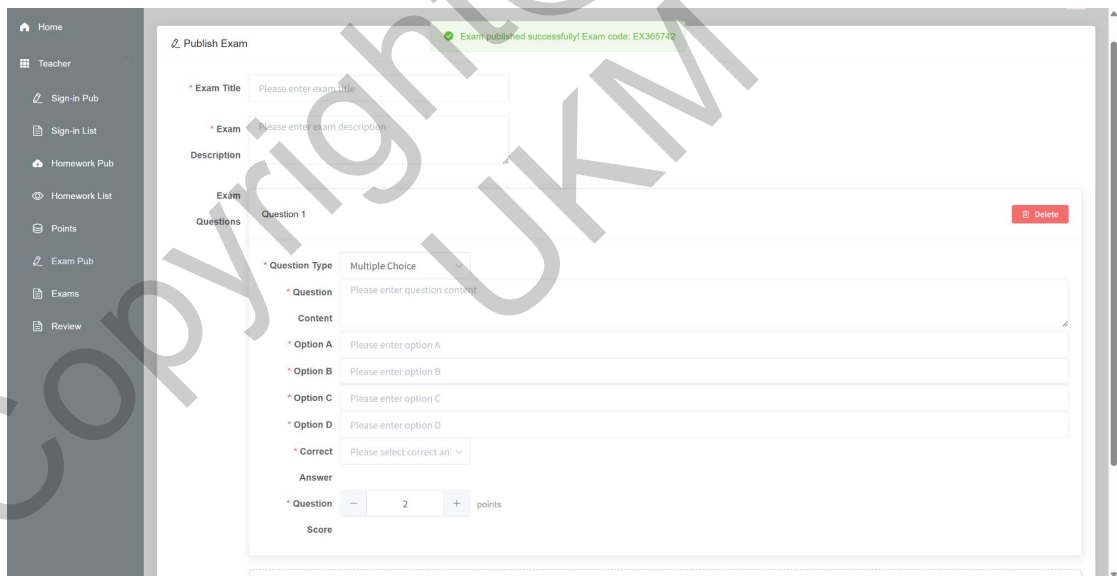 Home
Teacher
Sign-in Pub
Sign-in List
Homework Pub
Homework List
Points
Exam Pub
Exams
Review
Exam published successfully! Exam code: EX365742
Publish Exam
* Exam Title
Please enter exam title
* Exam
Description
Please enter exam description
Exam
Questions
Question 1
Delete
* Question Type
Multiple Choice
* Question
Content
Please enter question content
* Option A
Please enter option A
* Option B
Please enter option B
* Option C
Please enter option C
* Option D
Please enter option D
* Correct
Answer
Please select correct an
* Question
Score
− 2 + points
Copyright
UKM